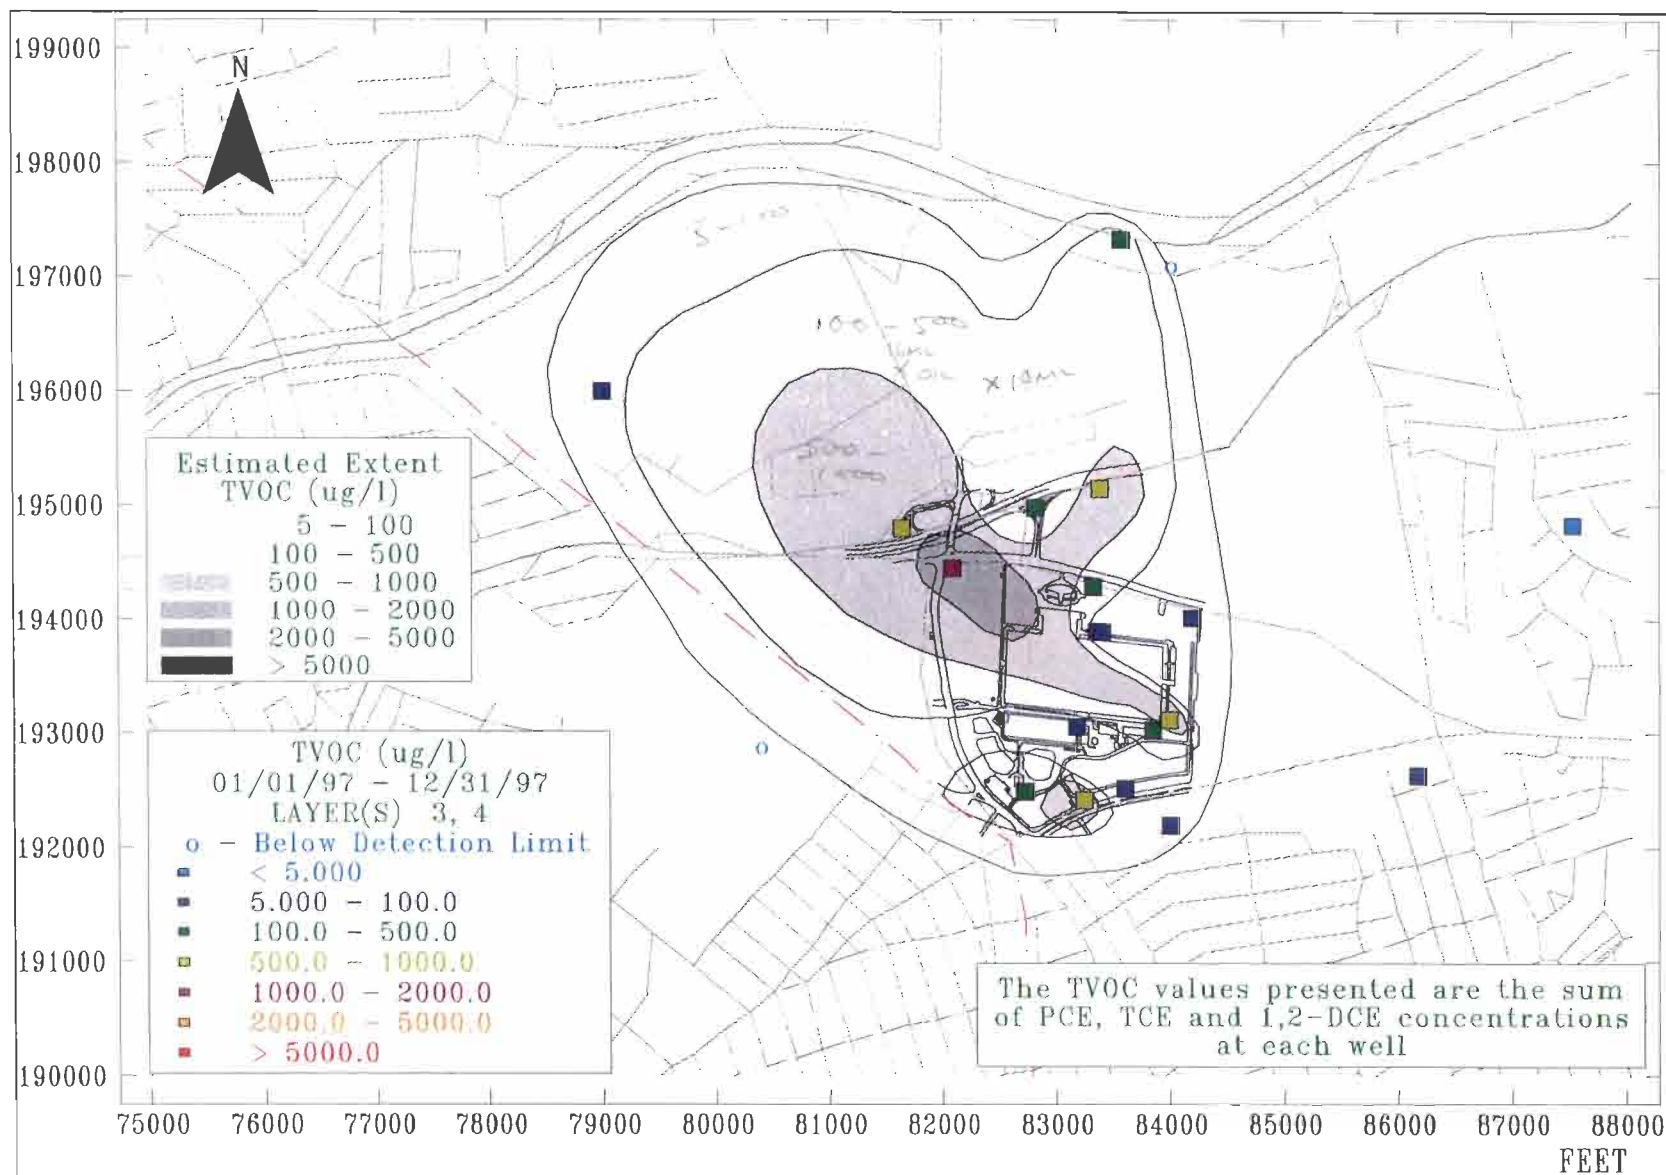 199000
198000
197000
196000
195000
194000
193000
192000
191000
190000
N
5 -
100 - 500
OIL
500 -
1000
Estimated Extent
TVOC (ug/l)
5 - 100
100 - 500
500 - 1000
1000 - 2000
2000 - 5000
> 5000
TVOC (ug/l)
01/01/97 - 12/31/97
LAYER(S) 3, 4
o - Below Detection Limit
< 5.000
5.000 - 100.0
100.0 - 500.0
500.0 - 1000.0
1000.0 - 2000.0
2000.0 - 5000.0
> 5000.0
The TVOC values presented are the sum
of PCE, TCE and 1,2-DCE concentrations
at each well
75000 76000 77000 78000 79000 80000 81000 82000 83000 84000 85000 86000 87000 88000
FEET